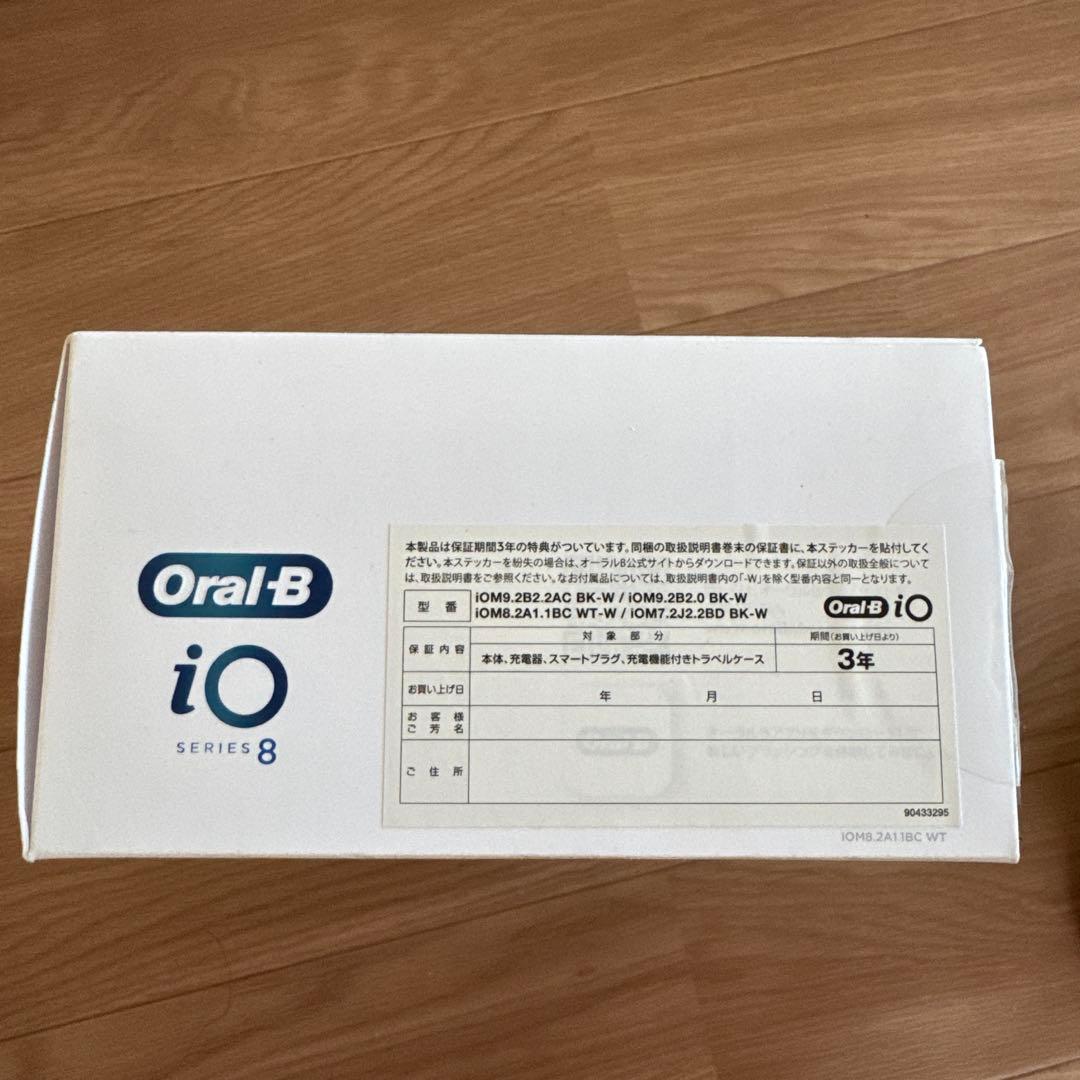 本製品は保証期間3年の特典がついています。同梱の取扱説明書巻末の保証書に、本ステッカーを貼付してく
ださい。本ステッカーを紛失の場合は、オーラルB公式サイトからダウンロードできます。保証以外の取扱全般について
は、取扱説明書をご参照ください。なお付属品については、取扱説明書内の「-W」を除く型番内容と同一となります。
型番
iOM9.2B2.2AC BK-W / iOM9.2B2.0 BK-W
iOM8.2A1.1BC WT-W / iOM7.2J2.2BD BK-W
Oral-B iO
保証内容
対象部分
期間(お買い上げ日より)
本体、充電器、スマートプラグ、充電機能付きトラベルケース
3年
お買い上げ日
年 月 日
お客様
ご芳名
ご住所
90433295
Oral-B
iO
SERIES 8
iOM8.2A1.1BC WT